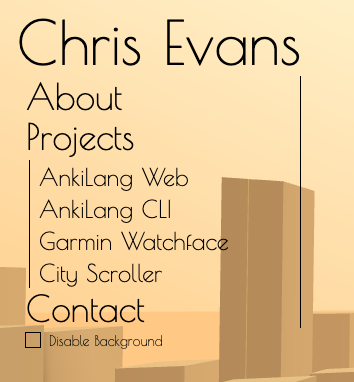 Chris Evans
About
Projects
AnkiLang Web
AnkiLang CLI
Garmin Watchface
City Scroller
Contact
Disable Background